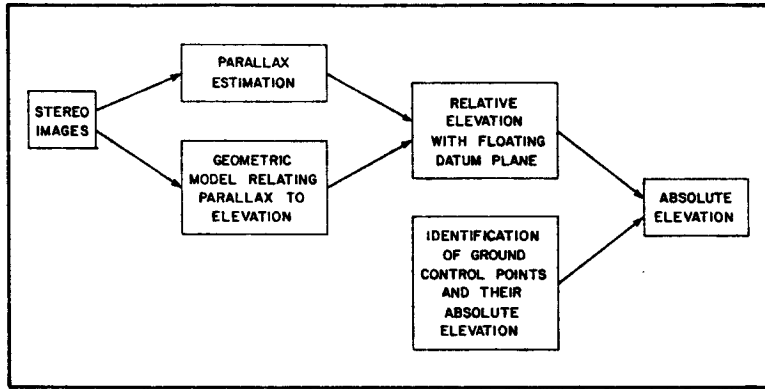 STEREO
IMAGES
PARALLAX
ESTIMATION
GEOMETRIC
MODEL RELATING
PARALLAX TO
ELEVATION
RELATIVE
ELEVATION
WITH FLOATING
DATUM PLANE
IDENTIFICATION
OF GROUND
CONTROL POINTS
AND THEIR
ABSOLUTE
ELEVATION
ABSOLUTE
ELEVATION